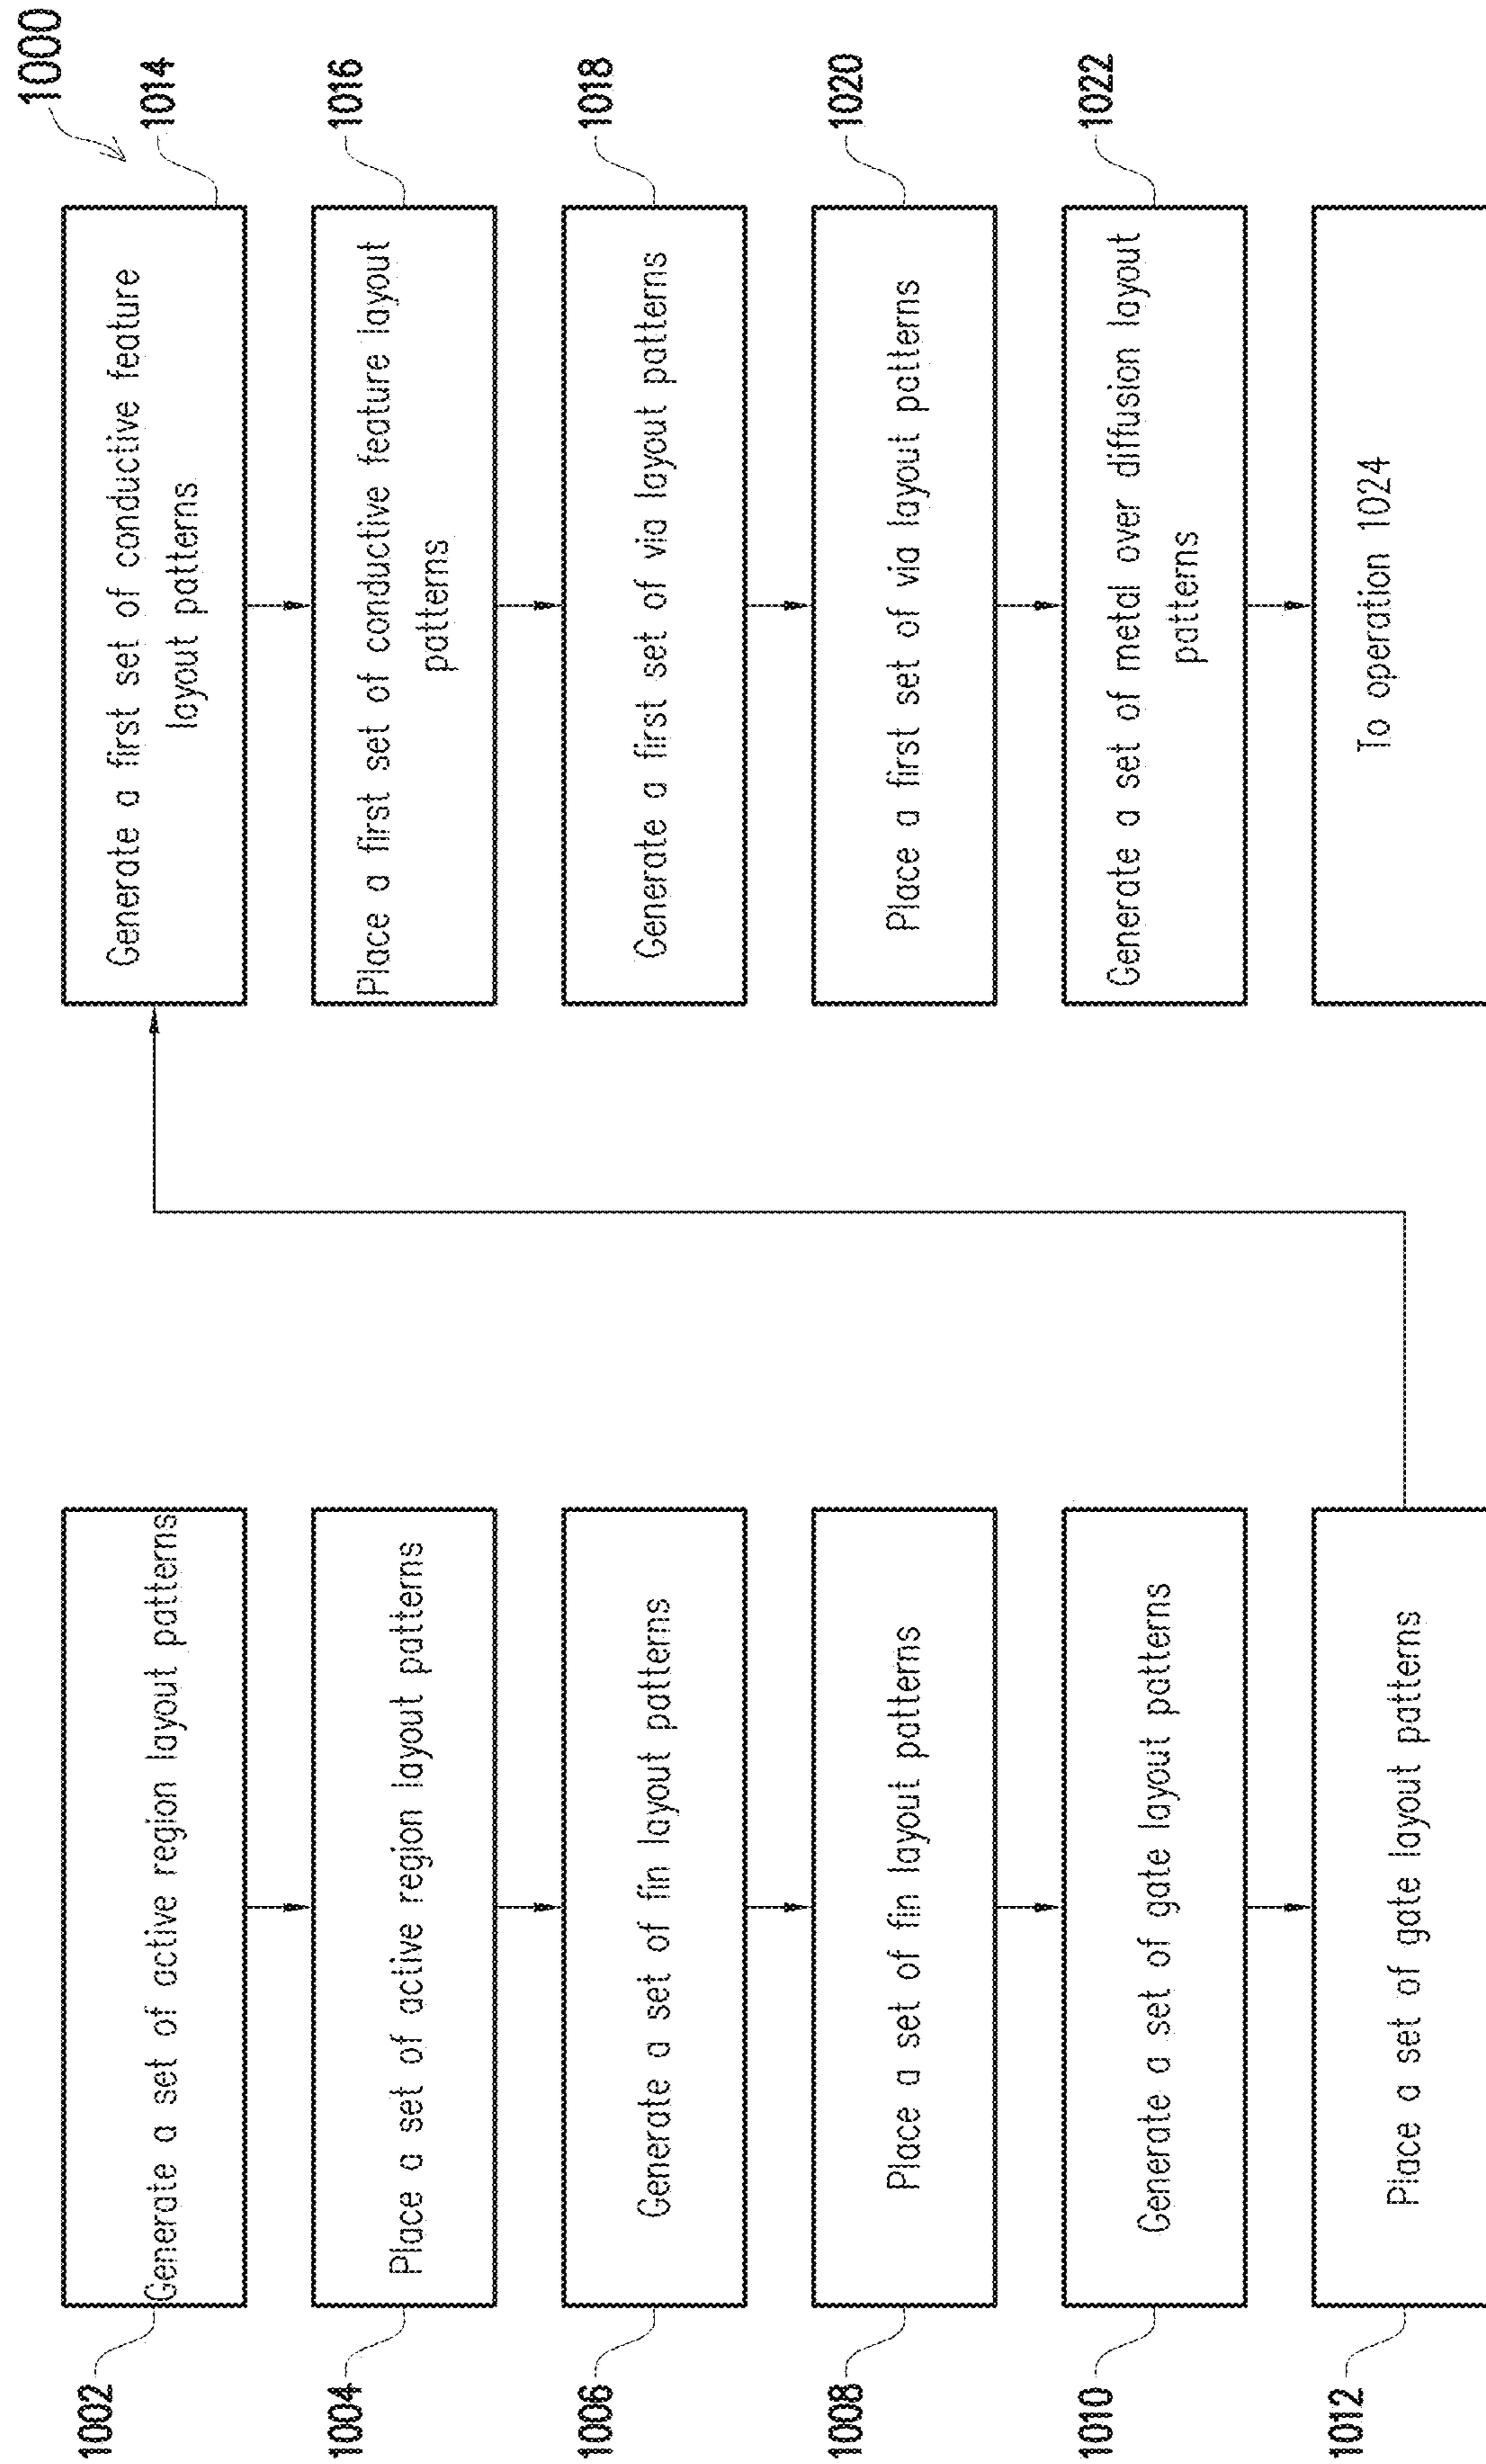 1000
1002
Generate a set of active region layout patterns
1004
Place a set of active region layout patterns
1006
Generate a set of fin layout patterns
1008
Place a set of fin layout patterns
1010
Generate a set of gate layout patterns
1012
Place a set of gate layout patterns
1014
Generate a first set of conductive feature
layout patterns
1016
Place a first set of conductive feature layout
patterns
1018
Generate a first set of via layout patterns
1020
Place a first set of via layout patterns
1022
Generate a set of metal over diffusion layout
patterns
To operation 1024